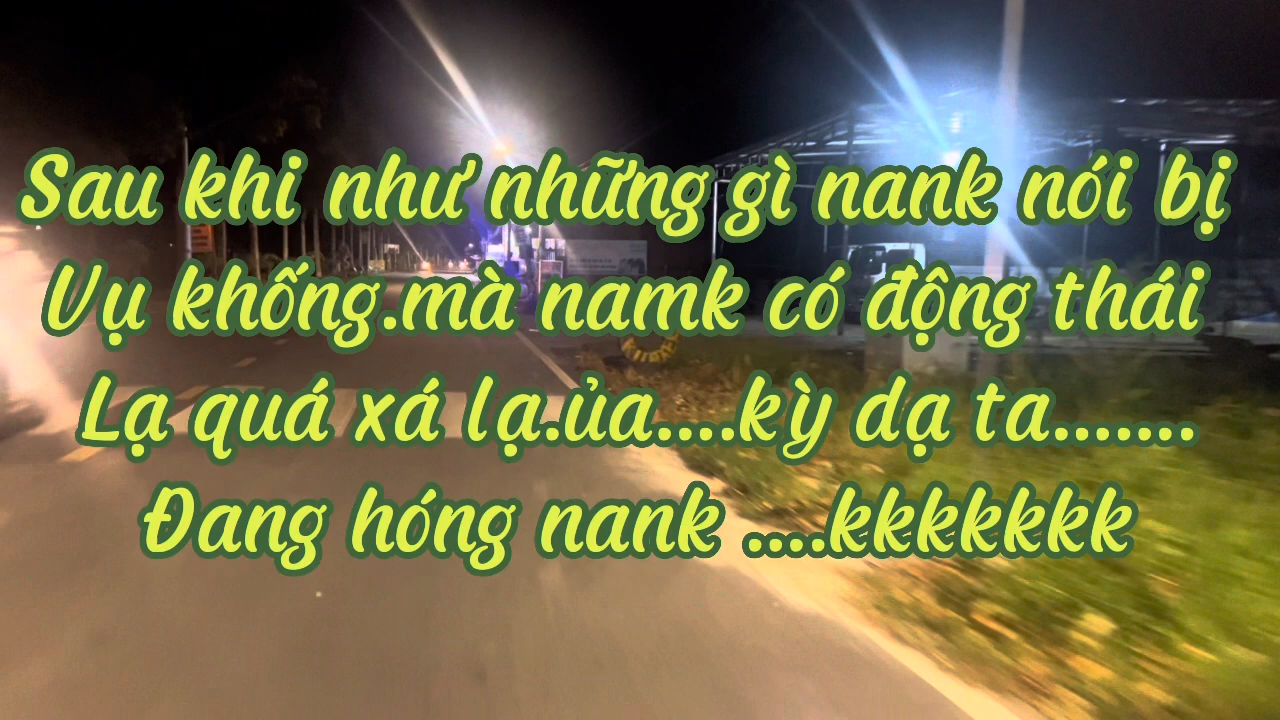 Sau khi như những gì nank nói bị
Vụ khống.mà namk có động thái
Lạ quá xá lạ.ủa....kỳ dạ ta.......
Đang hóng nank ....kkkkkkk